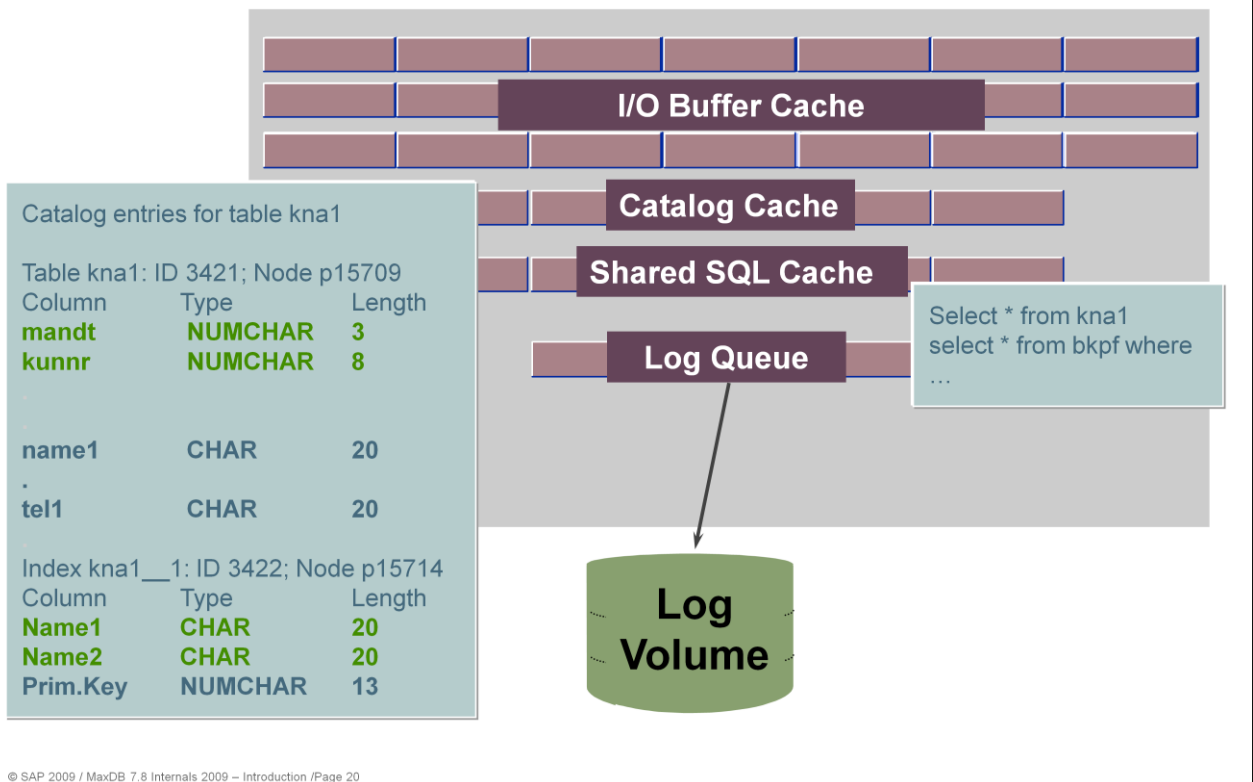 I/O Buffer Cache
Catalog Cache
Shared SQL Cache
Log Queue
Catalog entries for table kna1
Table kna1: ID 3421; Node p15709
Column Type Length
mandt NUMCHAR 3
kunnr NUMCHAR 8
.
.
name1 CHAR 20
.
tel1 CHAR 20
.
Index kna1__1: ID 3422; Node p15714
Column Type Length
Name1 CHAR 20
Name2 CHAR 20
Prim.Key NUMCHAR 13
Select * from kna1
select * from bkpf where
…
Log
Volume
© SAP 2009 / MaxDB 7.8 Internals 2009 – Introduction /Page 20